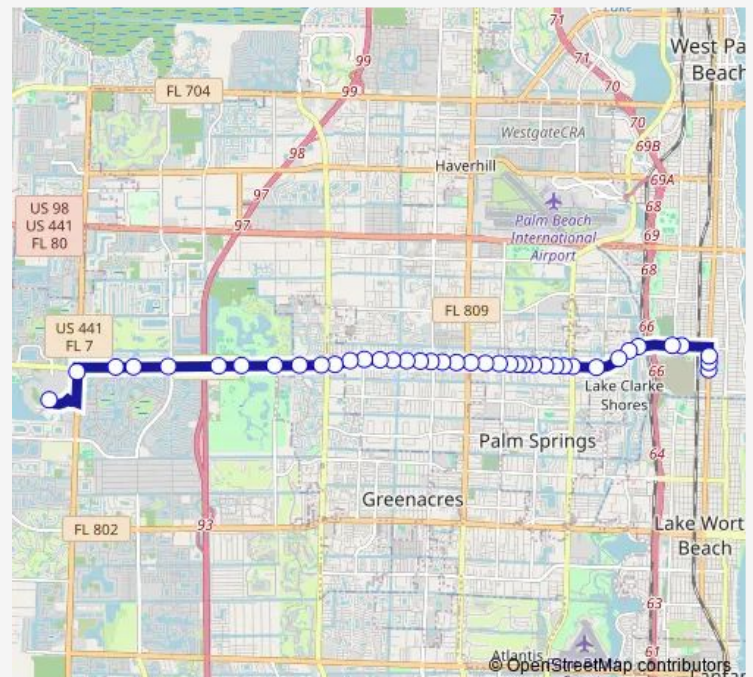 71
Lake
West Pa
Beach
99
71
70
FL 704
99
70
WestgateCRA
69B
98
Haverhill
69A
97
68
US 98
US 441
FL 80
97
Palm Beach
International
Airport
69
68
FL 809
US 441
FL 7
66
66
Lake Clarke
Shores
Palm Springs
64
Greenacres
93
FL 802
Lake Wort
Beach
63
Atlantis
61
© OpenStreetMap contributors